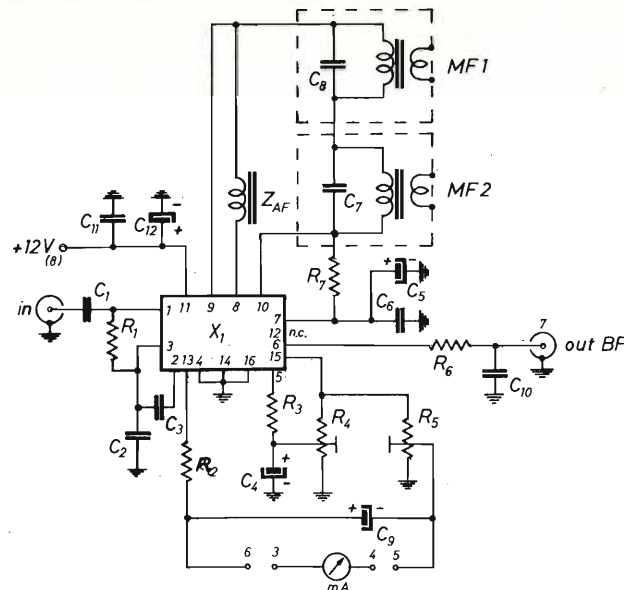 C8
MF1
C7
MF2
ZAF
C11
C12
-
+
+12V
(8)
R7
+ -
C5
C6
in
C1
R1
11 9 8 10
1
3
2 13 4 14 16
5
X1
7
12 n.c.
6
15
7
out BF
R6
C10
C3
C2
R2
R3
R4
R5
C4
+
-
+ -
C9
6 3 4 5
mA